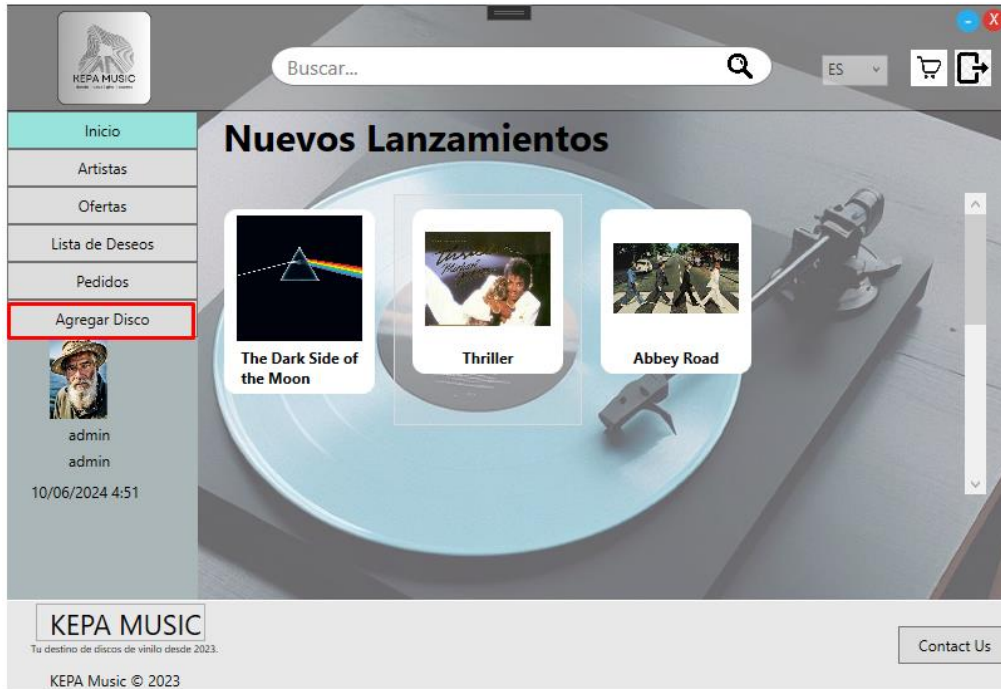 KEPA MUSIC
Buscar...
ES
X
Inicio
Artistas
Ofertas
Lista de Deseos
Pedidos
Agregar Disco
admin
admin
10/06/2024 4:51
Nuevos Lanzamientos
The Dark Side of
the Moon
Thriller
Abbey Road
KEPA MUSIC
Tu destino de discos de vinilo desde 2023.
KEPA Music © 2023
Contact Us